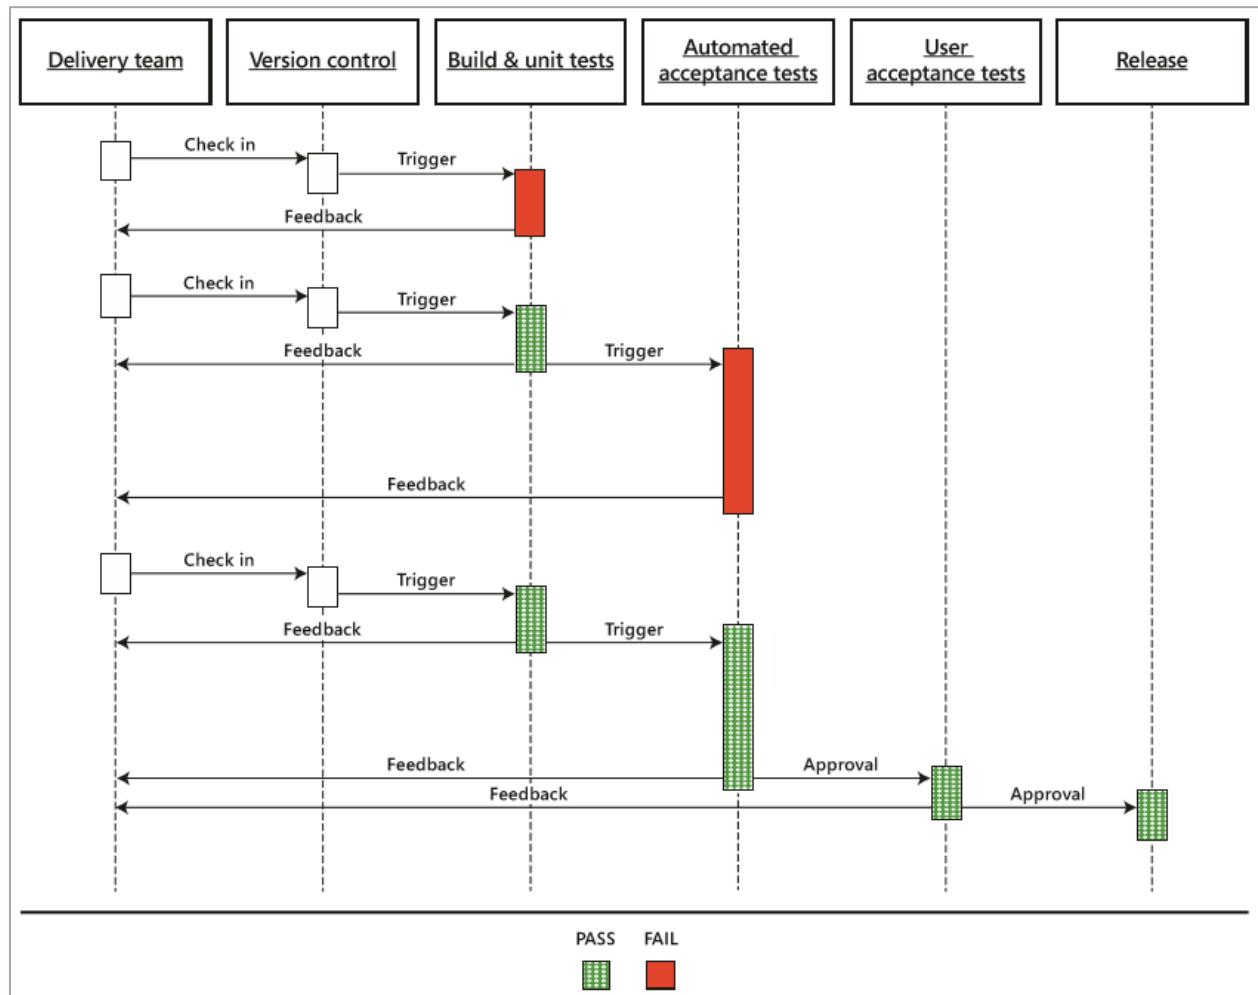 Delivery team
Version control
Build & unit tests
Automated
acceptance tests
User
acceptance tests
Release
Check in
Trigger
Feedback
Check in
Trigger
Feedback
Trigger
Feedback
Check in
Trigger
Feedback
Trigger
Feedback
Approval
Feedback
Approval
PASS
FAIL